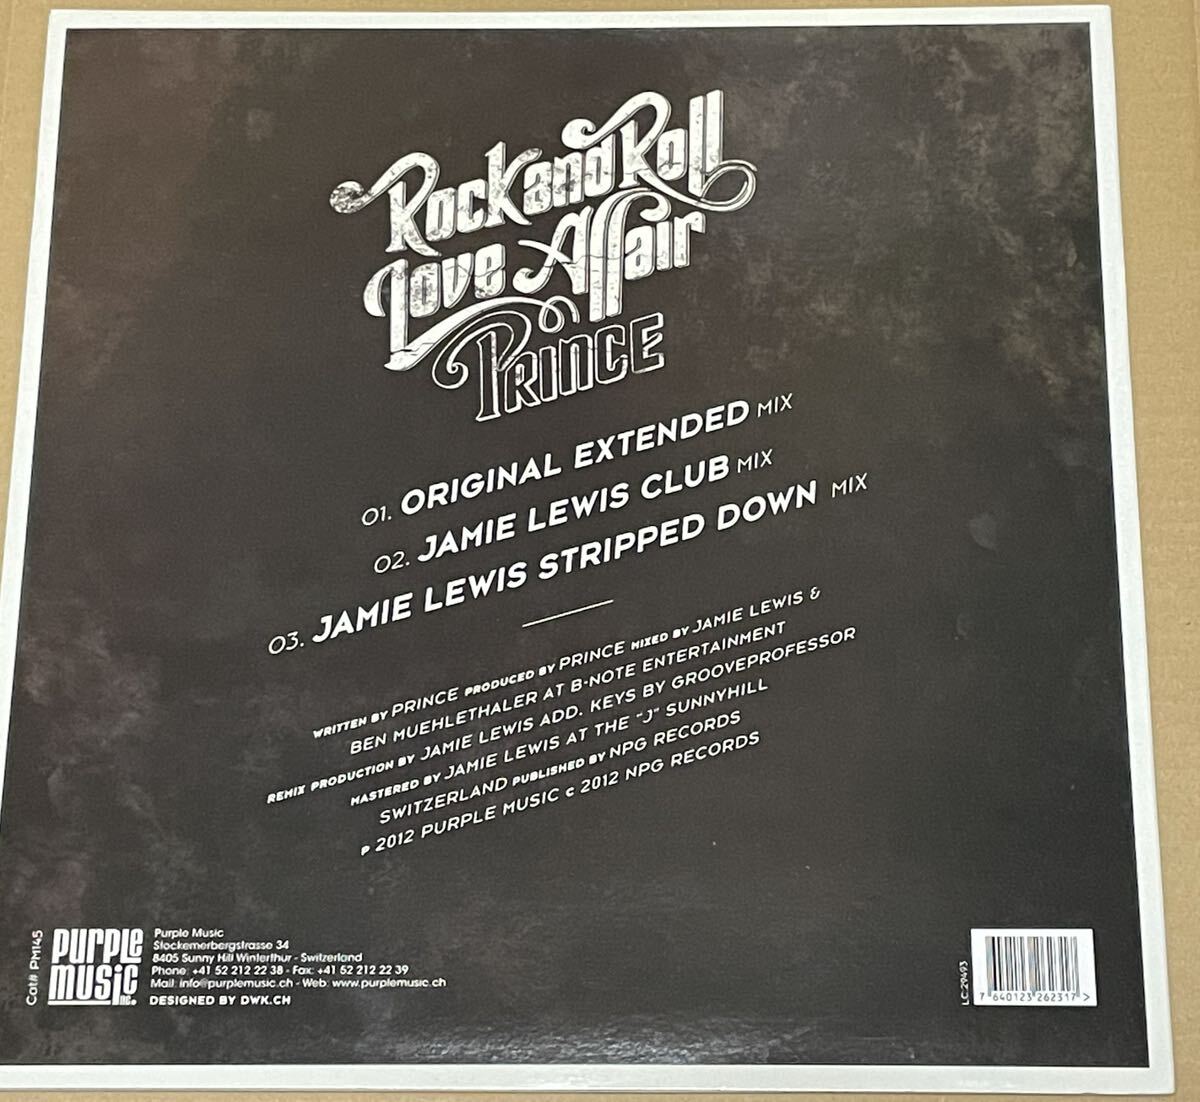 Rock and Roll
Love Affair
PRINCE
01. ORIGINAL EXTENDED MIX
02. JAMIE LEWIS CLUB MIX
03. JAMIE LEWIS STRIPPED DOWN MIX
WRITTEN BY PRINCE PRODUCED BY PRINCE MIXED BY JAMIE LEWIS &
BEN MUEHLETHALER AT B-NOTE ENTERTAINMENT
REMIX PRODUCTION BY JAMIE LEWIS ADD. KEYS BY GROOVEPROFESSOR
MASTERED BY JAMIE LEWIS AT THE "J" SUNNYHILL
SWITZERLAND PUBLISHED BY NPG RECORDS
P 2012 PURPLE MUSIC c 2012 NPG RECORDS
Cat# PM145
purple
music
inc.
Purple Music
Stockemerbergstrasse 34
8405 Sunny Hill Winterthur - Switzerland
Phone: +41 52 212 22 38 - Fax: +41 52 212 22 39
Mail: info@purplemusic.ch - Web: www.purplemusic.ch
DESIGNED BY DWK.CH
LC:29493
7 640123 262317 >